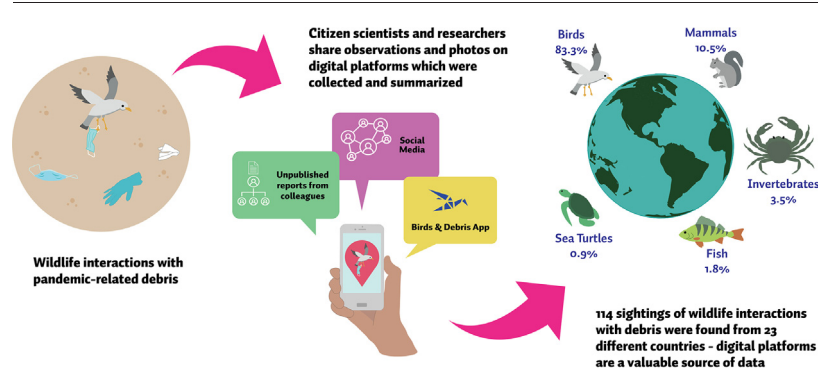 Citizen scientists and researchers
share observations and photos on
digital platforms which were
collected and summarized
Social
Media
Unpublished
reports from
colleagues
Birds & Debris App
Wildlife interactions with
pandemic-related debris
Birds
83.3%
Mammals
10.5%
Invertebrates
3.5%
Sea Turtles
0.9%
Fish
1.8%
114 sightings of wildlife interactions
with debris were found from 23
different countries - digital platforms
are a valuable source of data